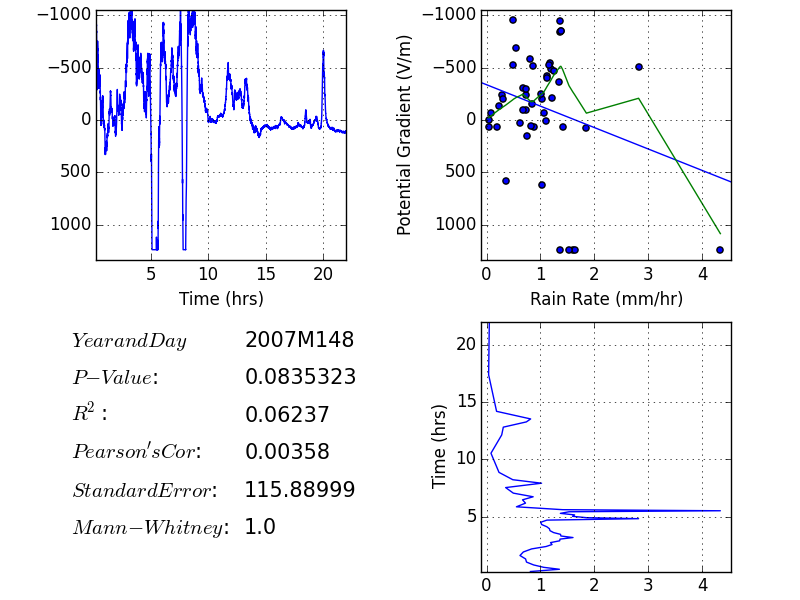 −1000
−500
0
500
1000
5
10
15
20
Time (hrs)
−1000
−500
0
500
1000
Potential Gradient (V/m)
0
1
2
3
4
Rain Rate (mm/hr)
YearandDay 2007M148
P−Value: 0.0835323
R²: 0.06237
Pearson'sCor: 0.00358
StandardError: 115.88999
Mann−Whitney: 1.0
20
15
10
5
Time (hrs)
0
1
2
3
4